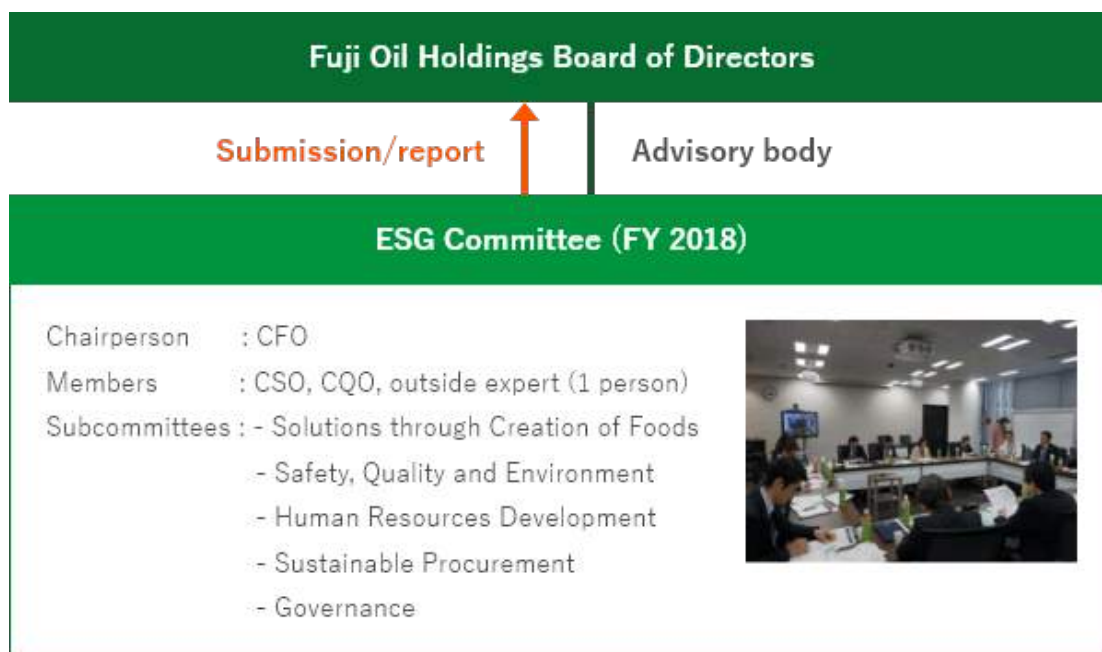 Fuji Oil Holdings Board of Directors
Submission/report
Advisory body
ESG Committee (FY 2018)
Chairperson : CFO
Members : CSO, CQO, outside expert (1 person)
Subcommittees : - Solutions through Creation of Foods
- Safety, Quality and Environment
- Human Resources Development
- Sustainable Procurement
- Governance